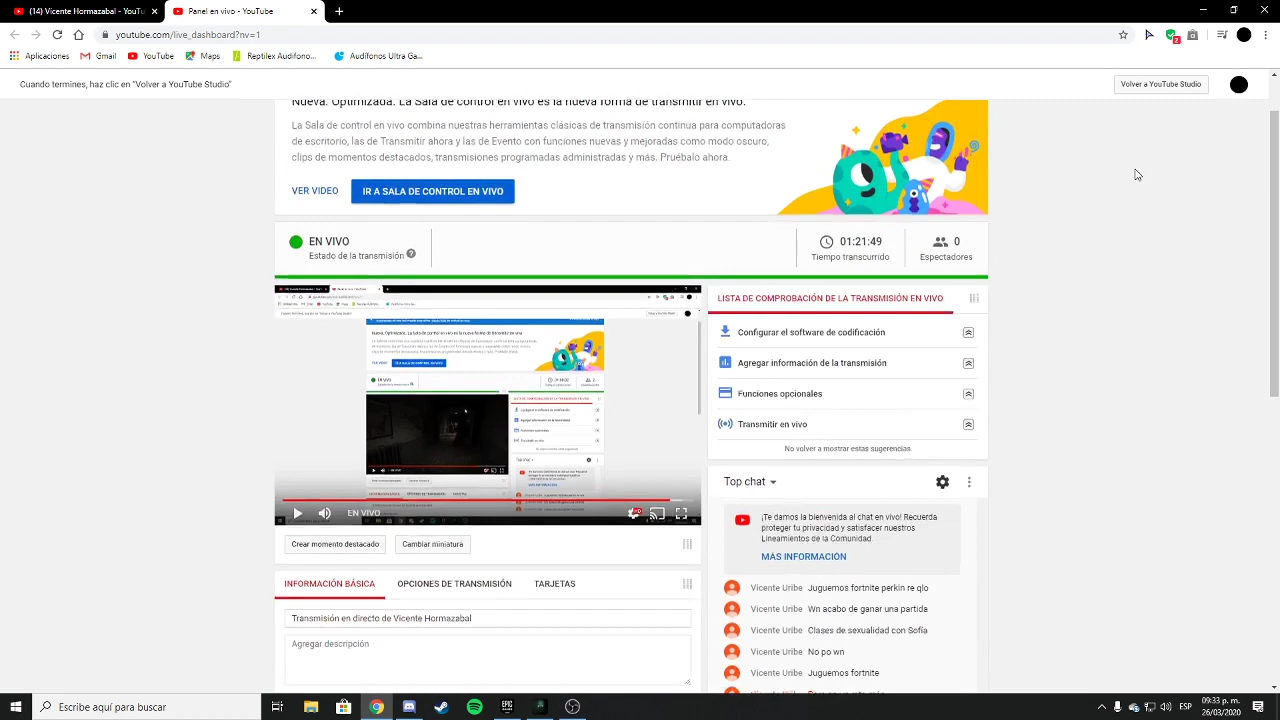 (14) Vicente Hormazabal - YouTu
Panel en vivo - YouTube
youtube.com/live_dashboard?nv=1
Aplicaciones
Gmail
YouTube
Maps
Reptilex Audífono...
Audífonos Ultra Ga...
Cuando termines, haz clic en "Volver a YouTube Studio"
Volver a YouTube Studio
Nueva. Optimizada. La Sala de control en vivo es la nueva forma de transmitir en vivo.
La Sala de control en vivo combina nuestras herramientas clásicas de transmisión continua para computadoras
de escritorio, las de Transmitir ahora y las de Evento con funciones nuevas y mejoradas como modo oscuro,
clips de momentos destacados, transmisiones programadas administradas y más. Pruébalo ahora.
VER VIDEO
IR A SALA DE CONTROL EN VIVO
EN VIVO
Estado de la transmisión
01:21:49
Tiempo transcurrido
0
Espectadores
LA TRANSMISIÓN EN VIVO
Configurar el software de codificación
Agregar información de la transmisión
Funciones opcionales
Transmitir en vivo
No volver a mostrar estas sugerencias
EN VIVO
Crear momento destacado
Cambiar miniatura
INFORMACIÓN BÁSICA
OPCIONES DE TRANSMISIÓN
TARJETAS
Transmisión en directo de Vicente Hormazabal
Agregar descripción
Top chat
¡Te damos la bienvenida al chat en vivo! Recuerda
proteger tu privacidad y satisfacer nuestros
Lineamientos de la Comunidad.
MÁS INFORMACIÓN
Vicente Uribe Juguemos fortnite perkin re qlo
Vicente Uribe Wn acabo de ganar una partida
Vicente Uribe Clases de sexualidad con Sofía
Vicente Uribe No po wn
Vicente Uribe Juguemos fortnite
Escribe aquí para buscar
ESP
09:33 p. m.
26/03/2020